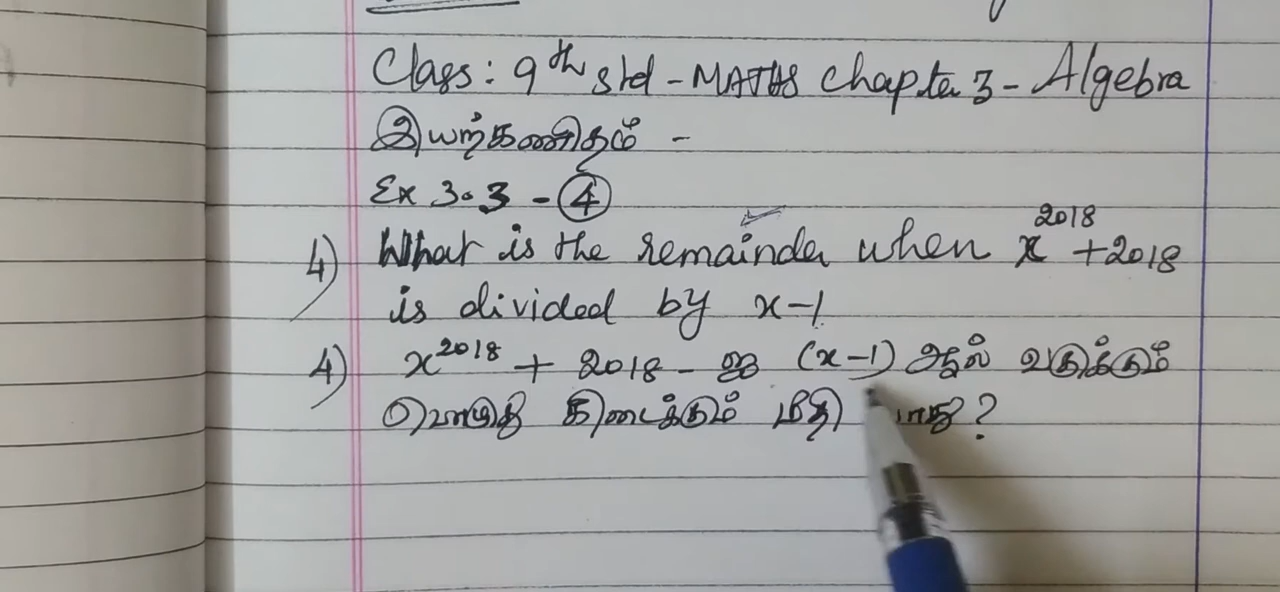 Class: 9th std - MATHS Chapter 3 - Algebra
இயற்கணிதம் -
Ex 3.3 - 4
4) What is the remainder when x^2018 + 2018
is divided by x-1
4) x^2018 + 2018 - ஐ (x-1) ஆல் வகுக்கும்
பொழுது கிடைக்கும் மீதி